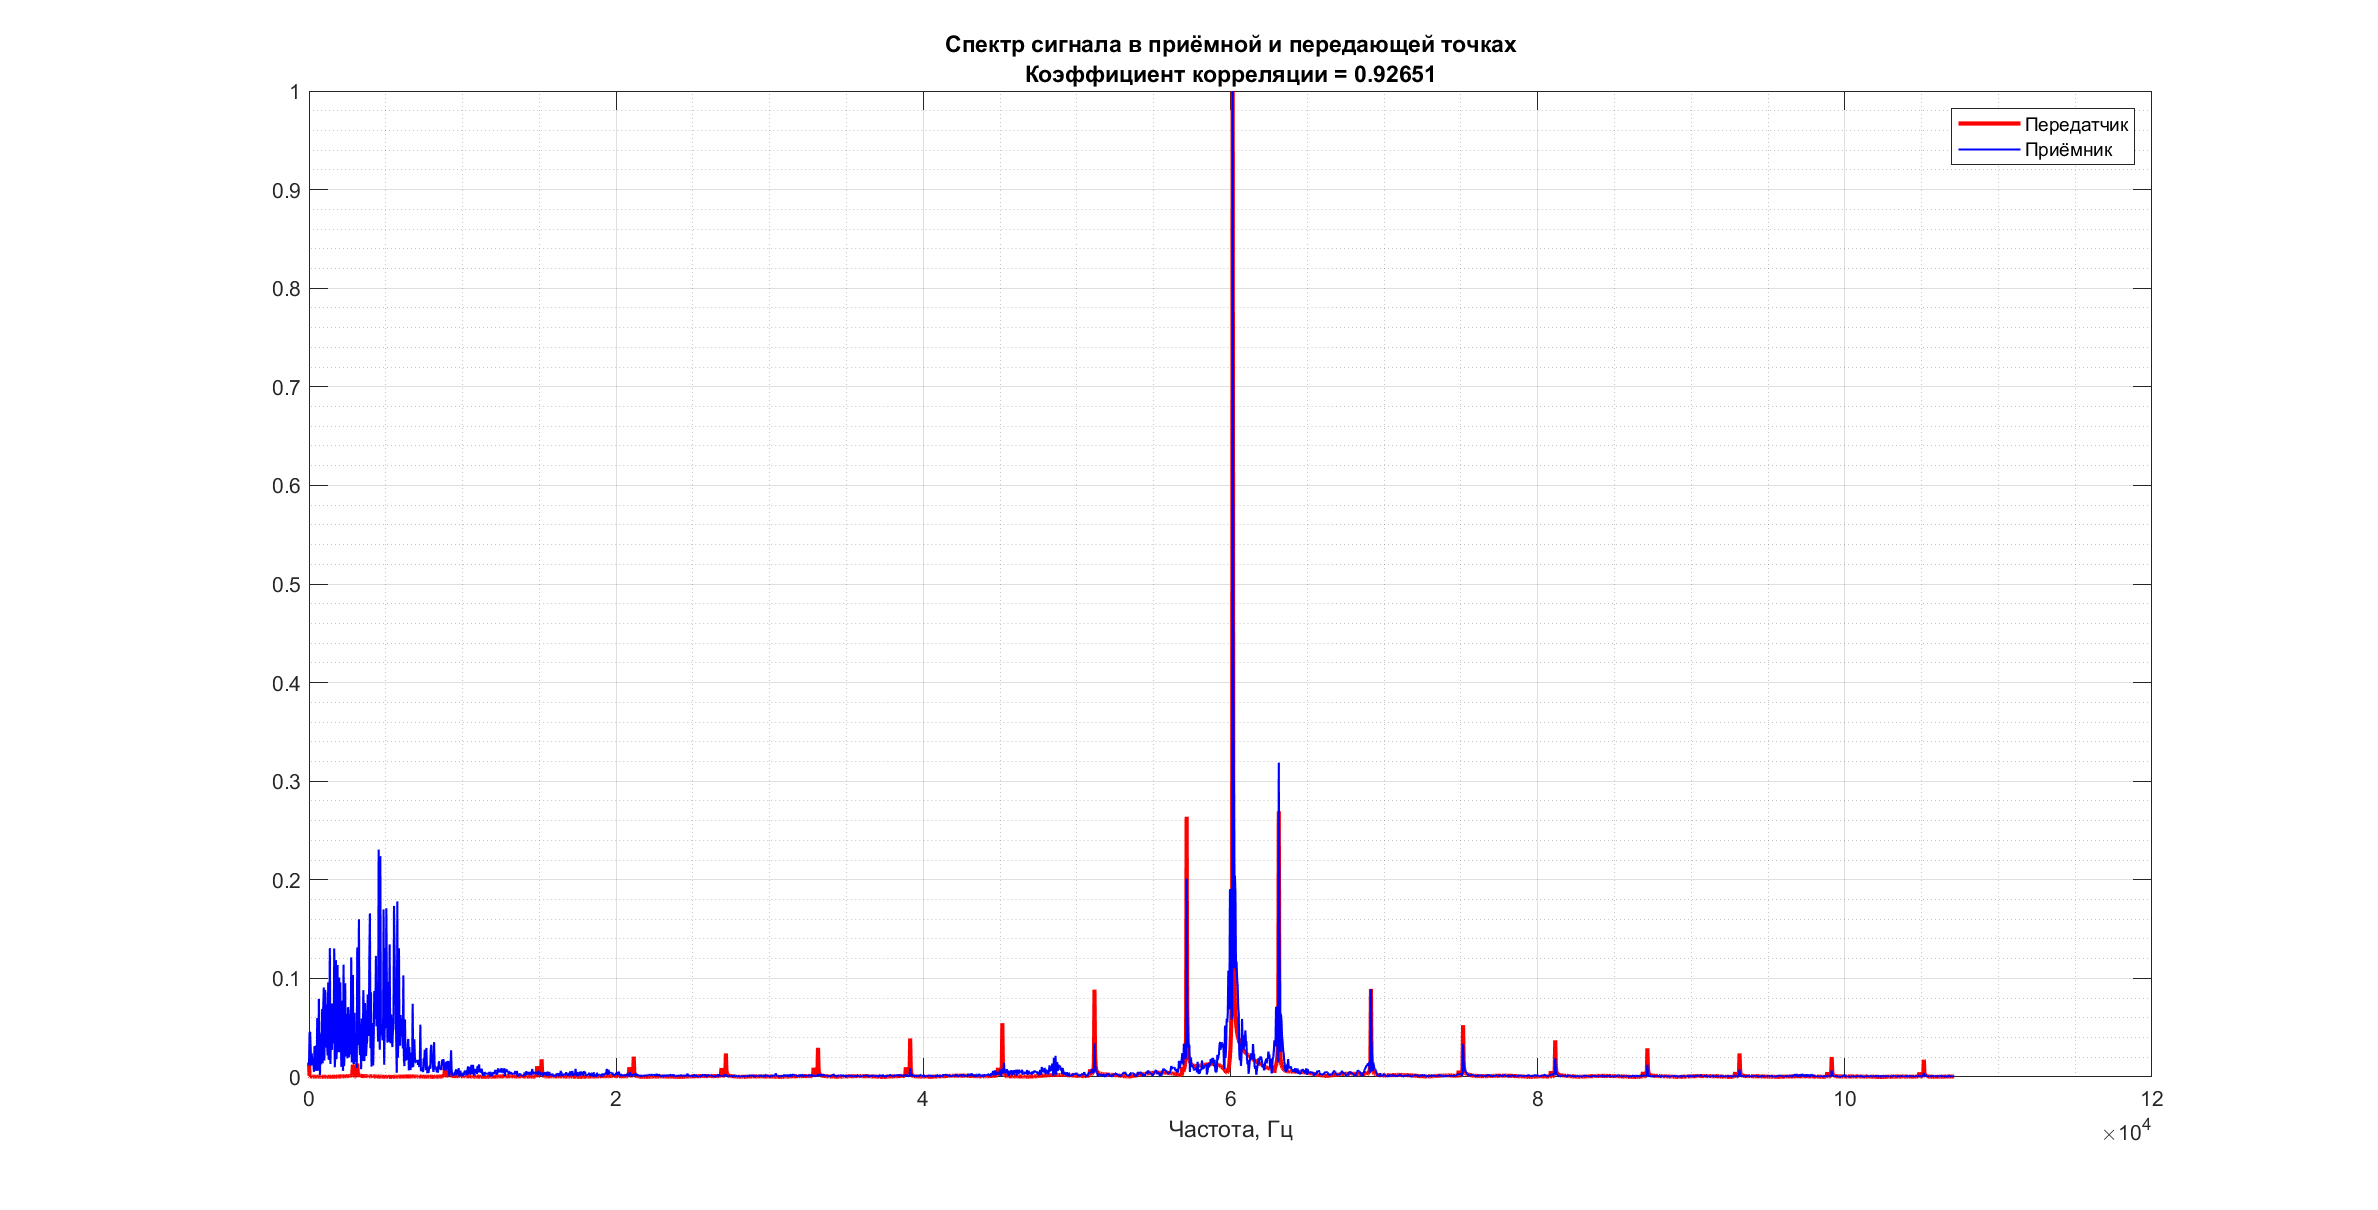 Спектр сигнала в приёмной и передающей точках
Коэффициент корреляции = 0.92651
Передатчик
Приёмник
1
0.9
0.8
0.7
0.6
0.5
0.4
0.3
0.2
0.1
0
0 2 4 6 8 10 12
Частота, Гц
×10⁴